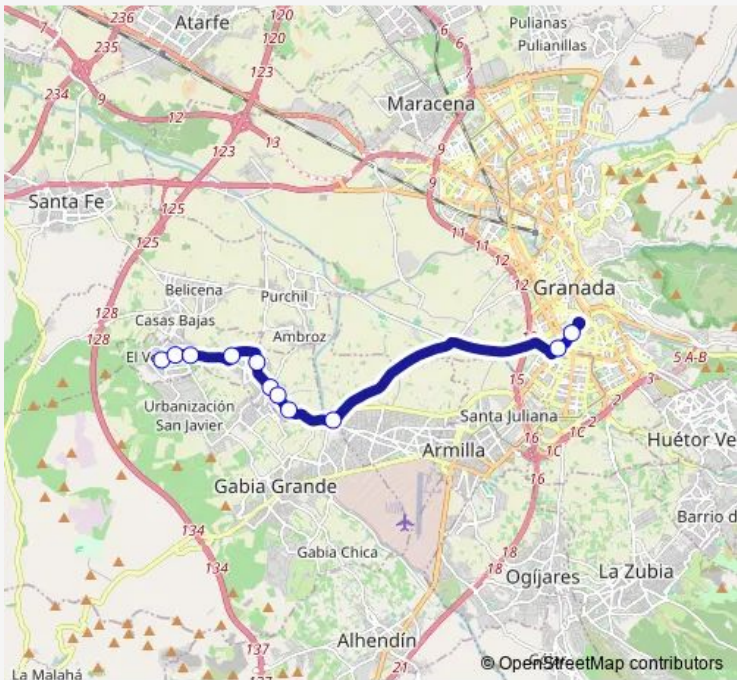 236
Atarfe
120
6
6
Pulianas
Pulianillas
7
235
120
7
123
Maracena
234
9
12
123
13
9
Santa Fe
125
9
11
11
12
125
Granada
Belicena
Purchil
12
128
Casas Bajas
Ambroz
128
5 A-B
15
3
Urbanización
San Javier
Santa Juliana
2
2
1C
16
1C
Huétor Ve
Armilla
16
Gabia Grande
134
Barrio d
Gabia Chica
18
134
18
Ogíjares
La Zubia
137
Alhendín
137
21
La Malahá
© OpenStreetMap contributors